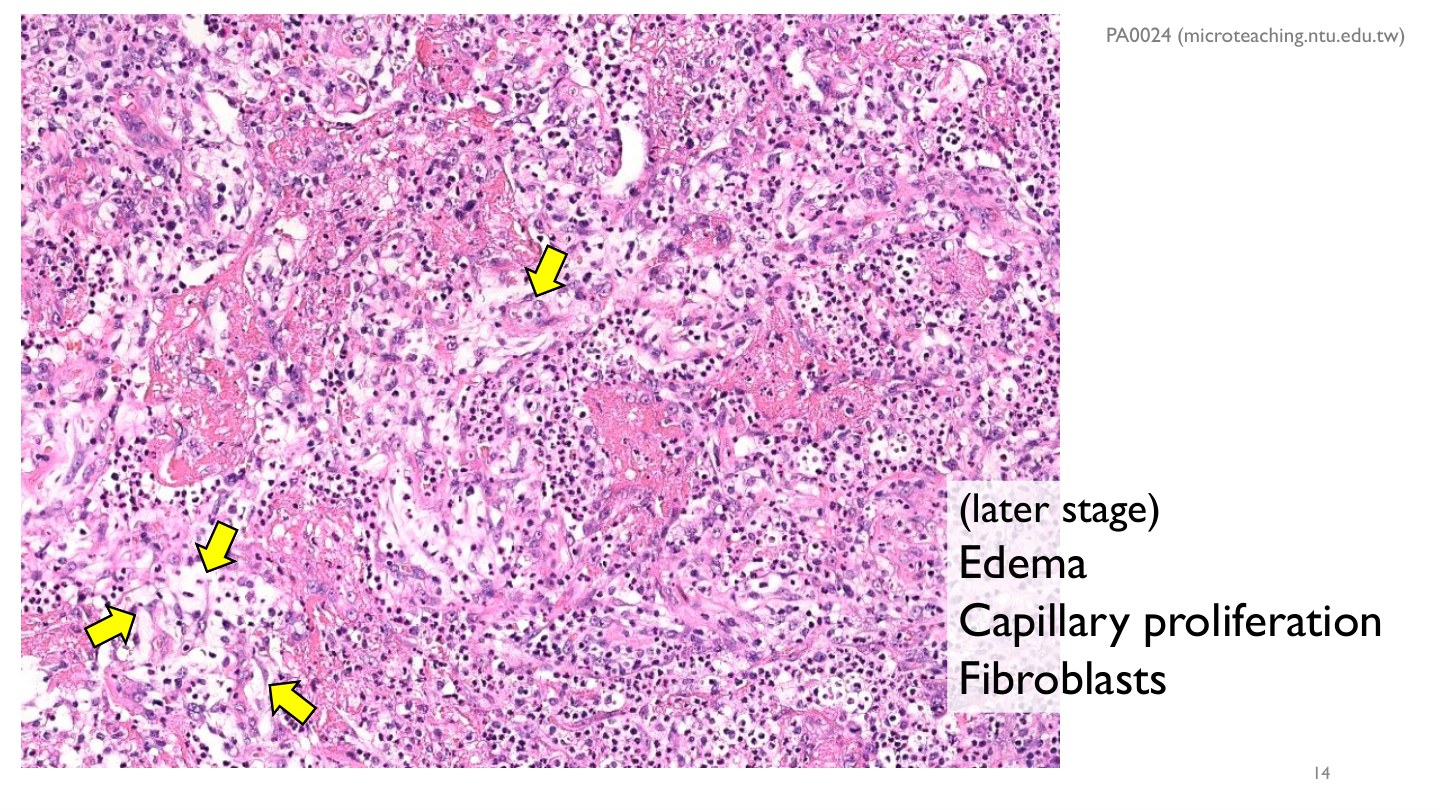 PA0024 (microteaching.ntu.edu.tw)
(later stage)
Edema
Capillary proliferation
Fibroblasts
14